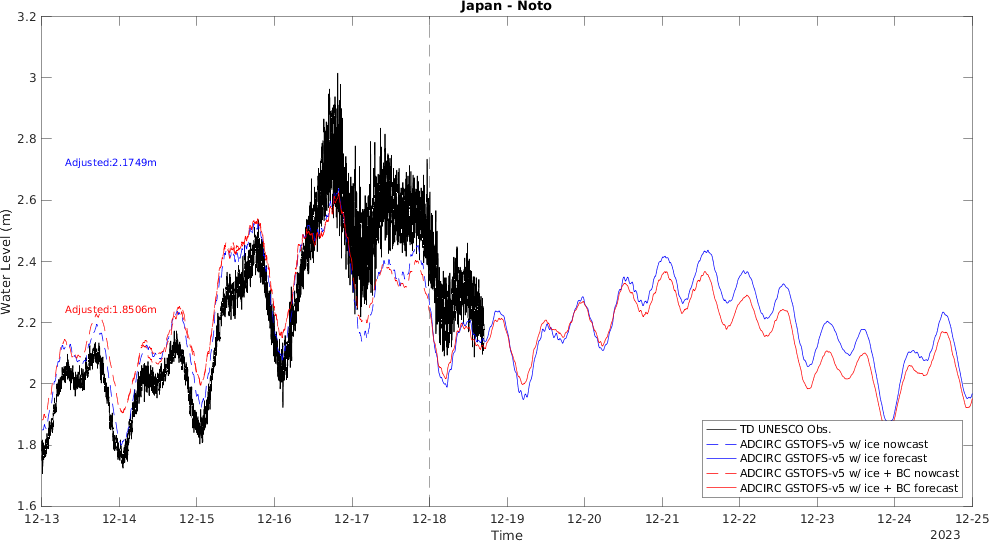 Japan - Noto
3.2
3
2.8
2.6
2.4
2.2
2
1.8
1.6
Water Level (m)
Adjusted:2.1749m
Adjusted:1.8506m
TD UNESCO Obs.
ADCIRC GSTOFS-v5 w/ ice nowcast
ADCIRC GSTOFS-v5 w/ ice forecast
ADCIRC GSTOFS-v5 w/ ice + BC nowcast
ADCIRC GSTOFS-v5 w/ ice + BC forecast
12-13 12-14 12-15 12-16 12-17 12-18 12-19 12-20 12-21 12-22 12-23 12-24 12-25
Time
2023